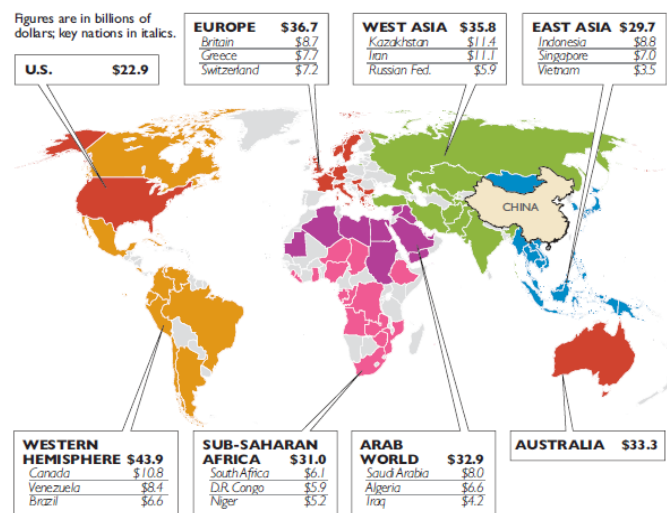 Figures are in billions of
dollars; key nations in italics.
U.S. $22.9
EUROPE $36.7
Britain $8.7
Greece $7.7
Switzerland $7.2
WEST ASIA $35.8
Kazakhstan $11.4
Iran $11.1
Russian Fed. $5.9
EAST ASIA $29.7
Indonesia $8.8
Singapore $7.0
Vietnam $3.5
CHINA
WESTERN
HEMISPHERE $43.9
Canada $10.8
Venezuela $8.4
Brazil $6.6
SUB-SAHARAN
AFRICA $31.0
South Africa $6.1
D.R. Congo $5.9
Niger $5.2
ARAB
WORLD $32.9
Saudi Arabia $8.0
Algeria $6.6
Iraq $4.2
AUSTRALIA $33.3